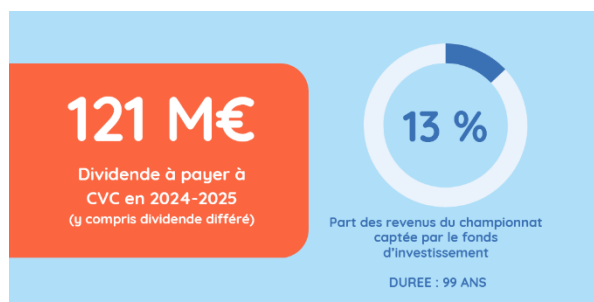 121 M€
Dividende à payer à
CVC en 2024-2025
(y compris dividende différé)
13 %
Part des revenus du championnat
captée par le fonds
d'investissement
DUREE : 99 ANS